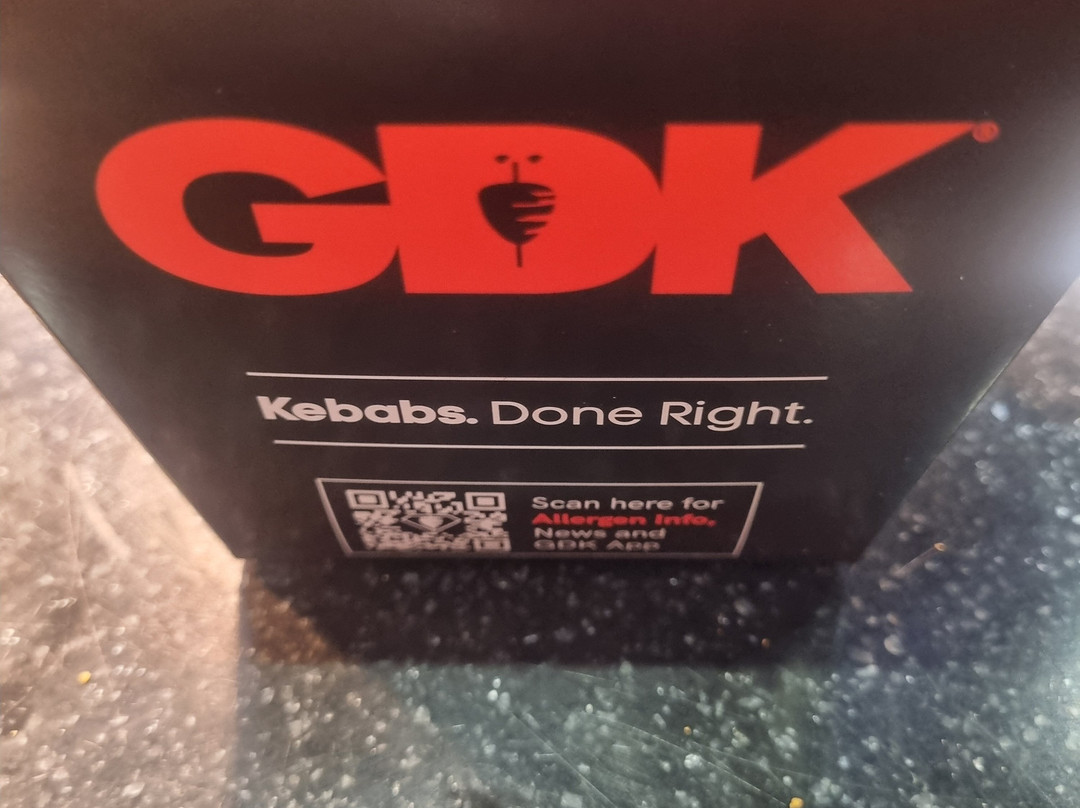 GDK®
Kebabs. Done Right.
Scan here for
Allergen Info,
News and
GDK App